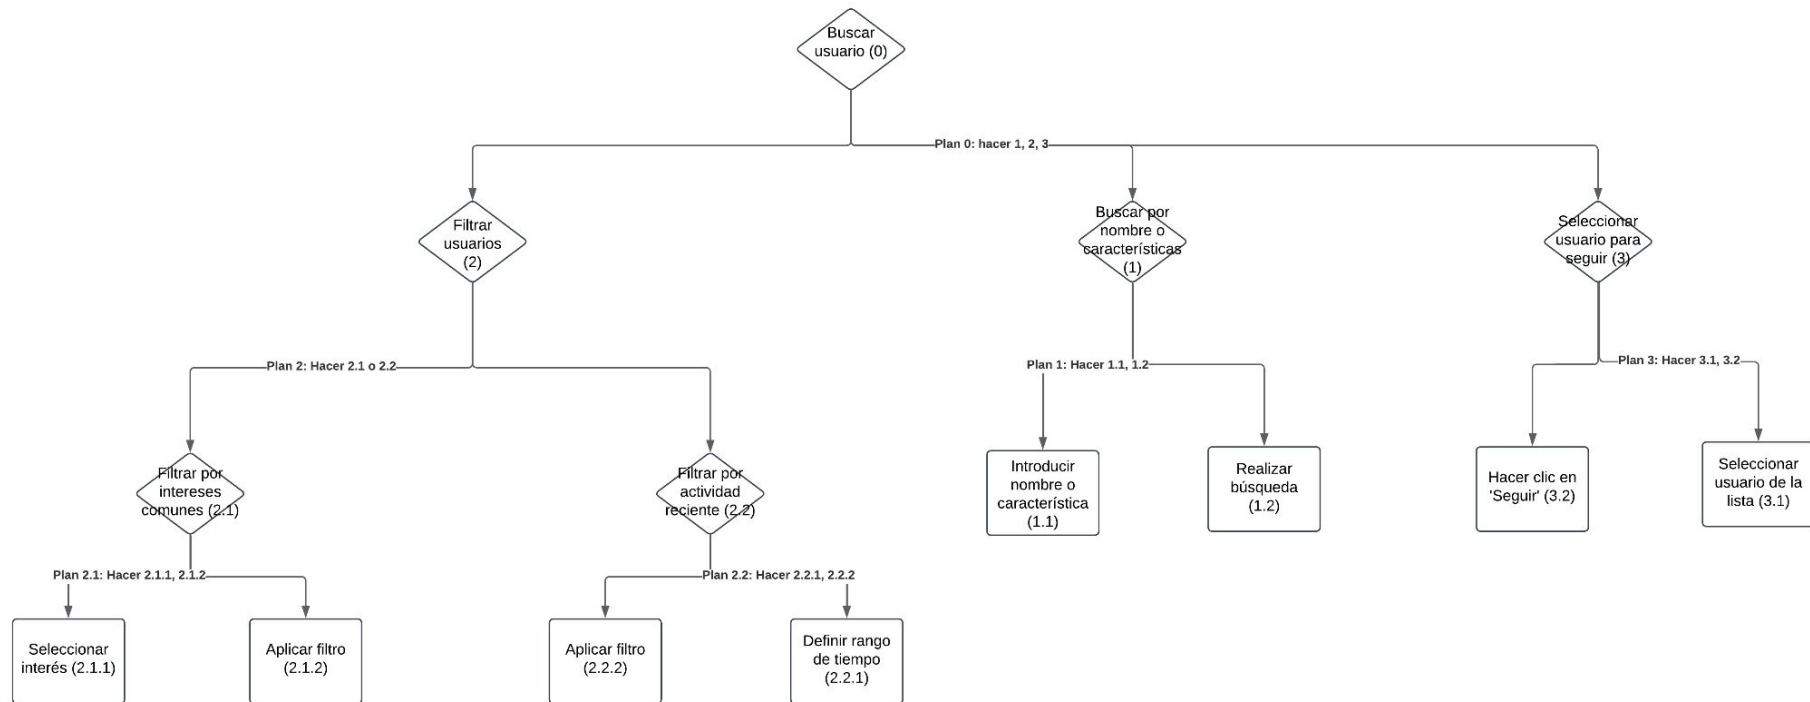 Buscar
usuario (0)
Plan 0: hacer 1, 2, 3
Filtrar
usuarios
(2)
Buscar por
nombre o
características
(1)
Seleccionar
usuario para
seguir (3)
Plan 2: Hacer 2.1 o 2.2
Plan 1: Hacer 1.1, 1.2
Plan 3: Hacer 3.1, 3.2
Filtrar por
intereses
comunes (2.1)
Filtrar por
actividad
reciente (2.2)
Introducir
nombre o
característica
(1.1)
Realizar
búsqueda
(1.2)
Hacer clic en
'Seguir' (3.2)
Seleccionar
usuario de la
lista (3.1)
Plan 2.1: Hacer 2.1.1, 2.1.2
Plan 2.2: Hacer 2.2.1, 2.2.2
Seleccionar
interés (2.1.1)
Aplicar filtro
(2.1.2)
Aplicar filtro
(2.2.2)
Definir rango
de tiempo
(2.2.1)